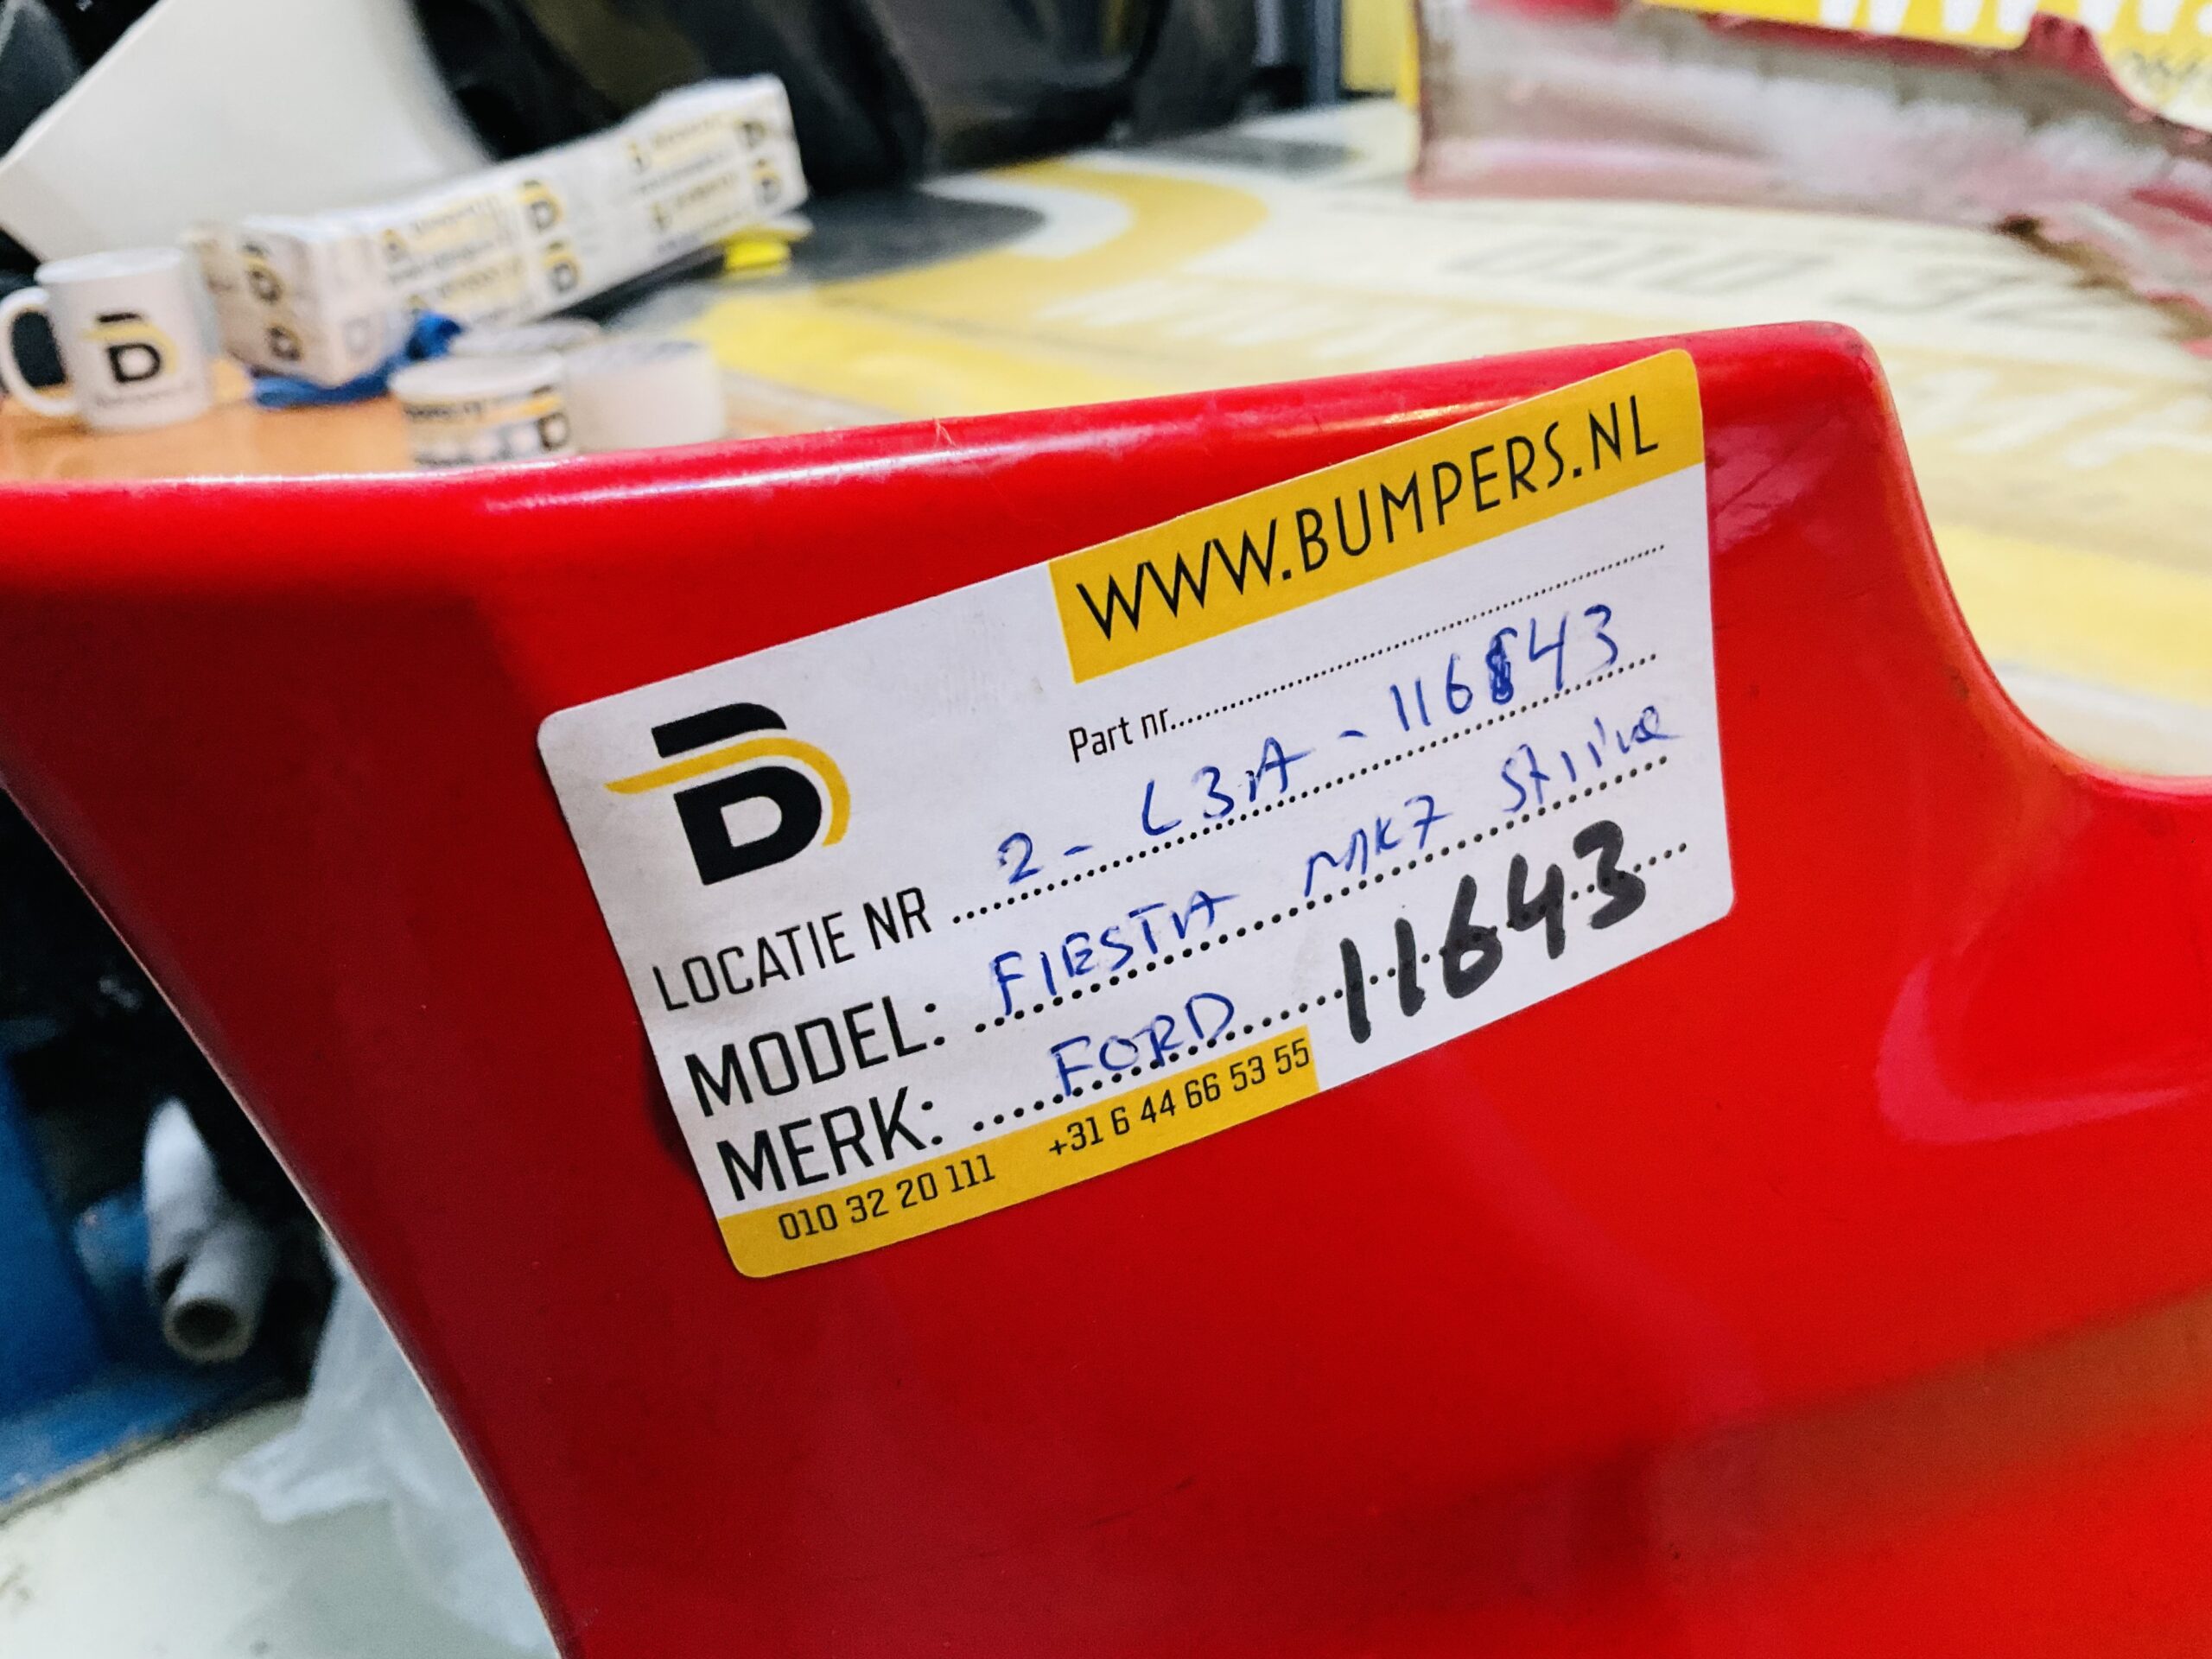 WWW.BUMPERS.NL
Part nr.
LOCATIE NR 2- L3A - 11643
MODEL: FIESTA MK7
MERK: FORD 11643
010 32 20 111 +31 6 44 66 53 55